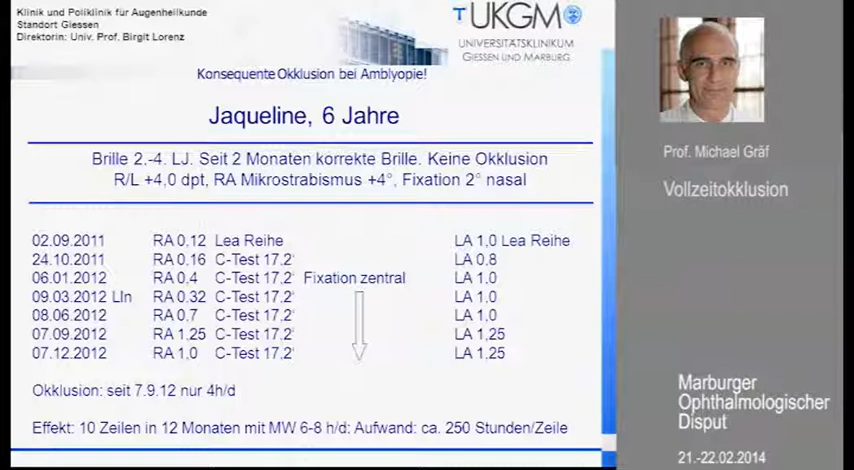 Klinik und Poliklinik für Augenheilkunde
Standort Giessen
Direktorin: Univ. Prof. Birgit Lorenz
UKGM
UNIVERSITÄTSKLINIKUM
GIESSEN UND MARBURG
Konsequente Okklusion bei Amblyopie!
Jaqueline, 6 Jahre
Brille 2.-4. LJ. Seit 2 Monaten korrekte Brille. Keine Okklusion
R/L +4,0 dpt, RA Mikrostrabismus +4°, Fixation 2° nasal
02.09.2011 RA 0,12 Lea Reihe LA 1,0 Lea Reihe
24.10.2011 RA 0.16 C-Test 17.2' LA 0,8
06.01.2012 RA 0,4 C-Test 17,2' Fixation zentral LA 1,0
09.03.2012 LIn RA 0,32 C-Test 17,2' LA 1,0
08.06.2012 RA 0,7 C-Test 17,2' LA 1,0
07.09.2012 RA 1,25 C-Test 17,2' LA 1,25
07.12.2012 RA 1,0 C-Test 17,2' LA 1,25
Okklusion: seit 7.9.12 nur 4h/d
Effekt: 10 Zeilen in 12 Monaten mit MW 6-8 h/d: Aufwand: ca. 250 Stunden/Zeile
Prof. Michael Gräf
Vollzeitokklusion
Marburger
Ophthalmologischer
Disput
21.-22.02.2014